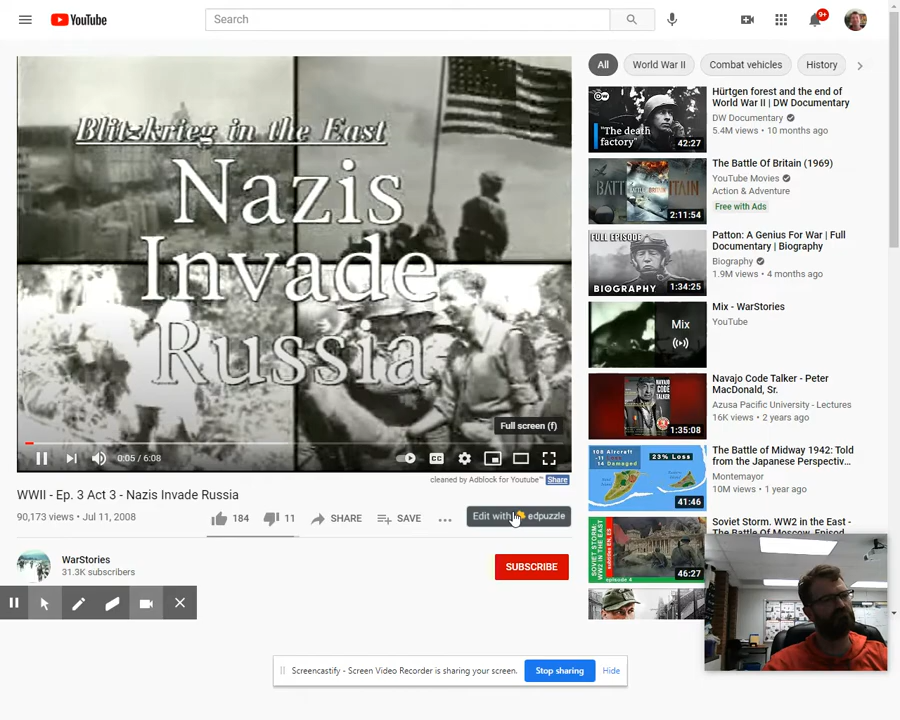 YouTube
Search
9+
Blitzkrieg in the East
Nazis
Invade
Russia
Full screen (f)
0:05 / 6:08
CC
cleaned by Adblock for Youtube™ Share
WWII - Ep. 3 Act 3 - Nazis Invade Russia
90,173 views • Jul 11, 2008
184
11
SHARE
SAVE
Edit with edpuzzle
WarStories
31.3K subscribers
SUBSCRIBE
All
World War II
Combat vehicles
History
DW
"The death
factory"
42:27
Hürtgen forest and the end of
World War II | DW Documentary
DW Documentary
5.4M views • 10 months ago
2:11:54
The Battle Of Britain (1969)
YouTube Movies
Action & Adventure
Free with Ads
FULL EPISODE
BIOGRAPHY
1:34:25
Patton: A Genius For War | Full
Documentary | Biography
Biography
1.9M views • 4 months ago
Mix
Mix - WarStories
YouTube
NAVAJO
CODE
TALKER
1:35:08
Navajo Code Talker - Peter
MacDonald, Sr.
Azusa Pacific University - Lectures
16K views • 2 years ago
23% Loss
41:46
The Battle of Midway 1942: Told
from the Japanese Perspectiv...
Montemayor
10M views • 1 year ago
46:27
Soviet Storm. WW2 in the East -
Screencastify - Screen Video Recorder is sharing your screen.
Stop sharing
Hide